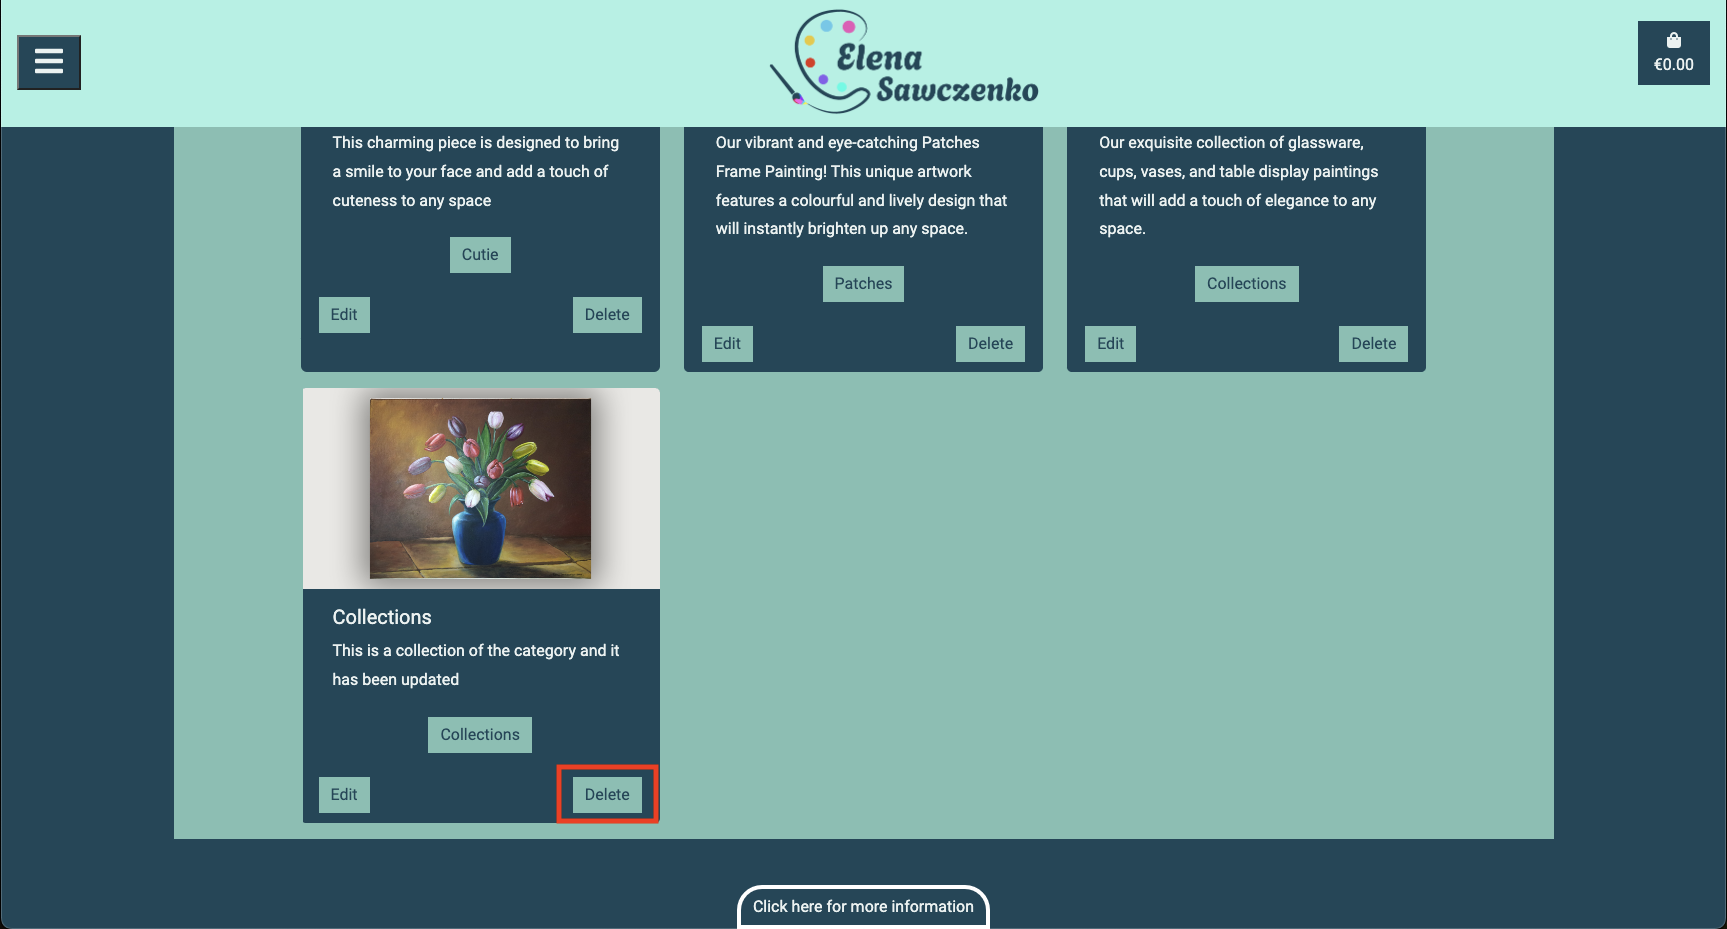 Elena
Sawczenko
€0.00
This charming piece is designed to bring
a smile to your face and add a touch of
cuteness to any space
Cutie
Edit
Delete
Our vibrant and eye-catching Patches
Frame Painting! This unique artwork
features a colourful and lively design that
will instantly brighten up any space.
Patches
Edit
Delete
Our exquisite collection of glassware,
cups, vases, and table display paintings
that will add a touch of elegance to any
space.
Collections
Edit
Delete
Collections
This is a collection of the category and it
has been updated
Collections
Edit
Delete
Click here for more information